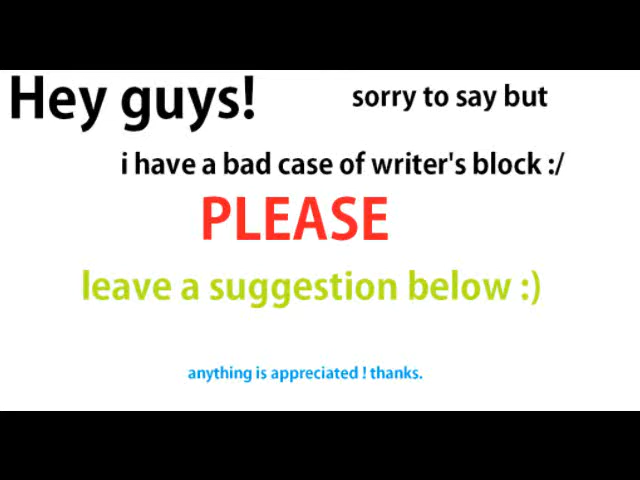 Hey guys!
sorry to say but
i have a bad case of writer's block :/
PLEASE
leave a suggestion below :)
anything is appreciated ! thanks.